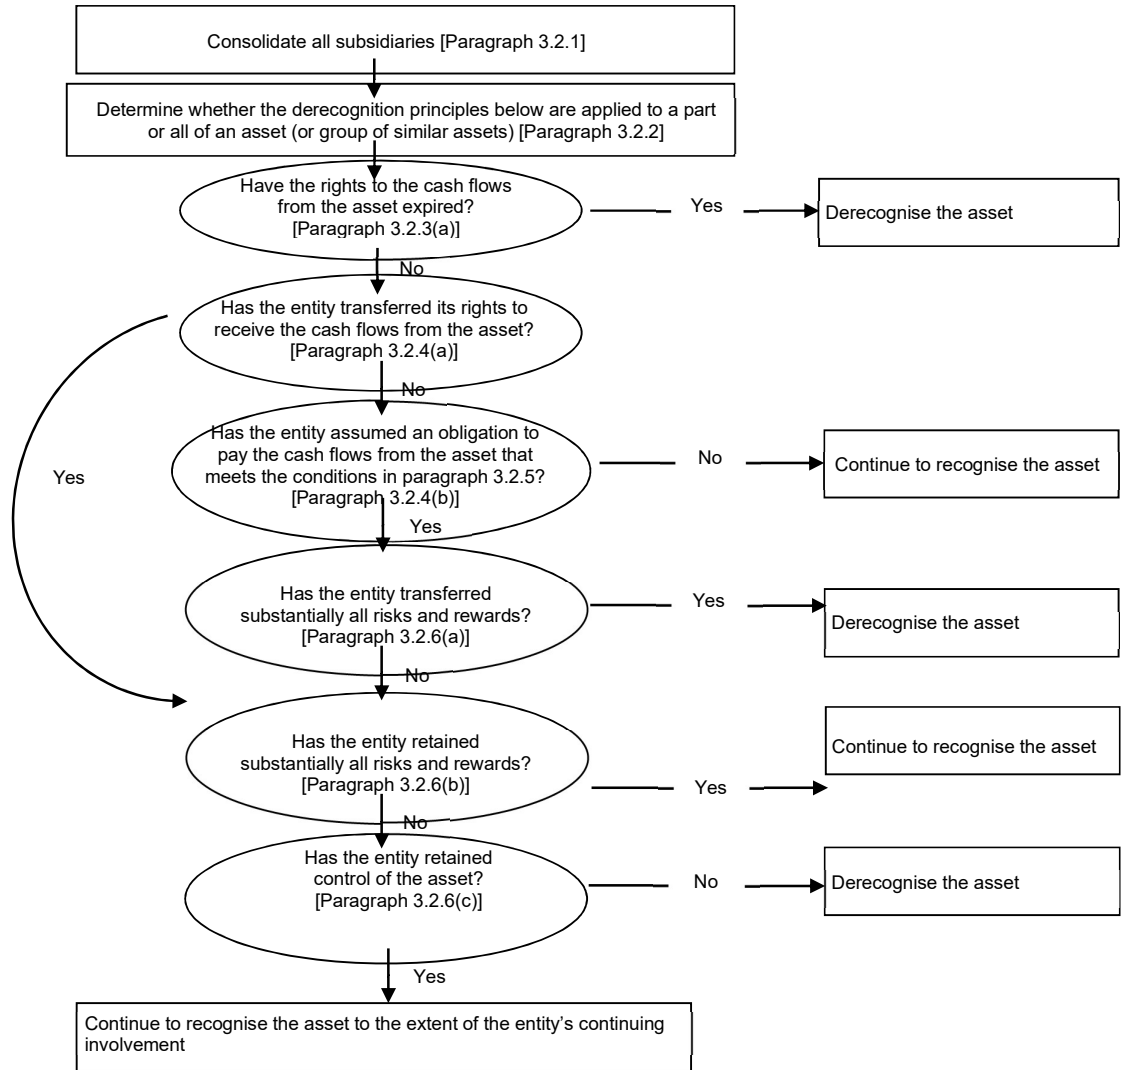 Consolidate all subsidiaries [Paragraph 3.2.1]
Determine whether the derecognition principles below are applied to a part
or all of an asset (or group of similar assets) [Paragraph 3.2.2]
Have the rights to the cash flows
from the asset expired?
[Paragraph 3.2.3(a)]
Yes
Derecognise the asset
No
Has the entity transferred its rights to
receive the cash flows from the asset?
[Paragraph 3.2.4(a)]
No
Yes
Has the entity assumed an obligation to
pay the cash flows from the asset that
meets the conditions in paragraph 3.2.5?
[Paragraph 3.2.4(b)]
No
Continue to recognise the asset
Yes
Has the entity transferred
substantially all risks and rewards?
[Paragraph 3.2.6(a)]
Yes
Derecognise the asset
No
Has the entity retained
substantially all risks and rewards?
[Paragraph 3.2.6(b)]
Yes
Continue to recognise the asset
No
Has the entity retained
control of the asset?
[Paragraph 3.2.6(c)]
No
Derecognise the asset
Yes
Continue to recognise the asset to the extent of the entity’s continuing
involvement